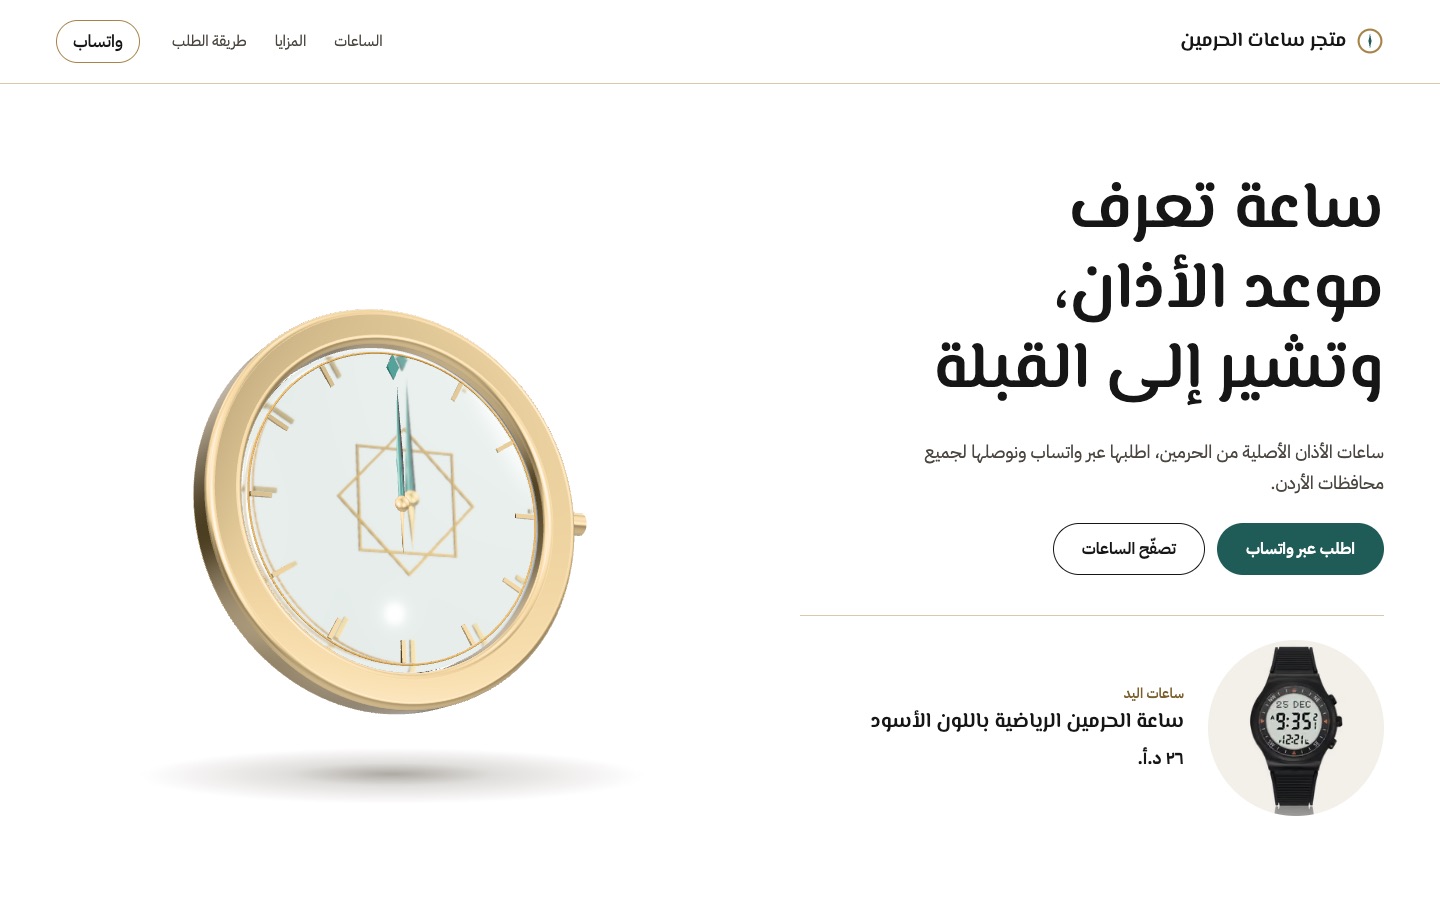 متجر ساعات الحرمين
الساعات
المزايا
طريقة الطلب
واتساب
ساعة تعرف
موعد الأذان،
وتشير إلى القبلة
ساعات الأذان الأصلية من الحرمين، اطلبها عبر واتساب ونوصلها لجميع
محافظات الأردن.
اطلب عبر واتساب
تصفّح الساعات
ساعات اليد
ساعة الحرمين الرياضية باللون الأسود
٢٦ د.أ.
25 DEC
9:35
12:21